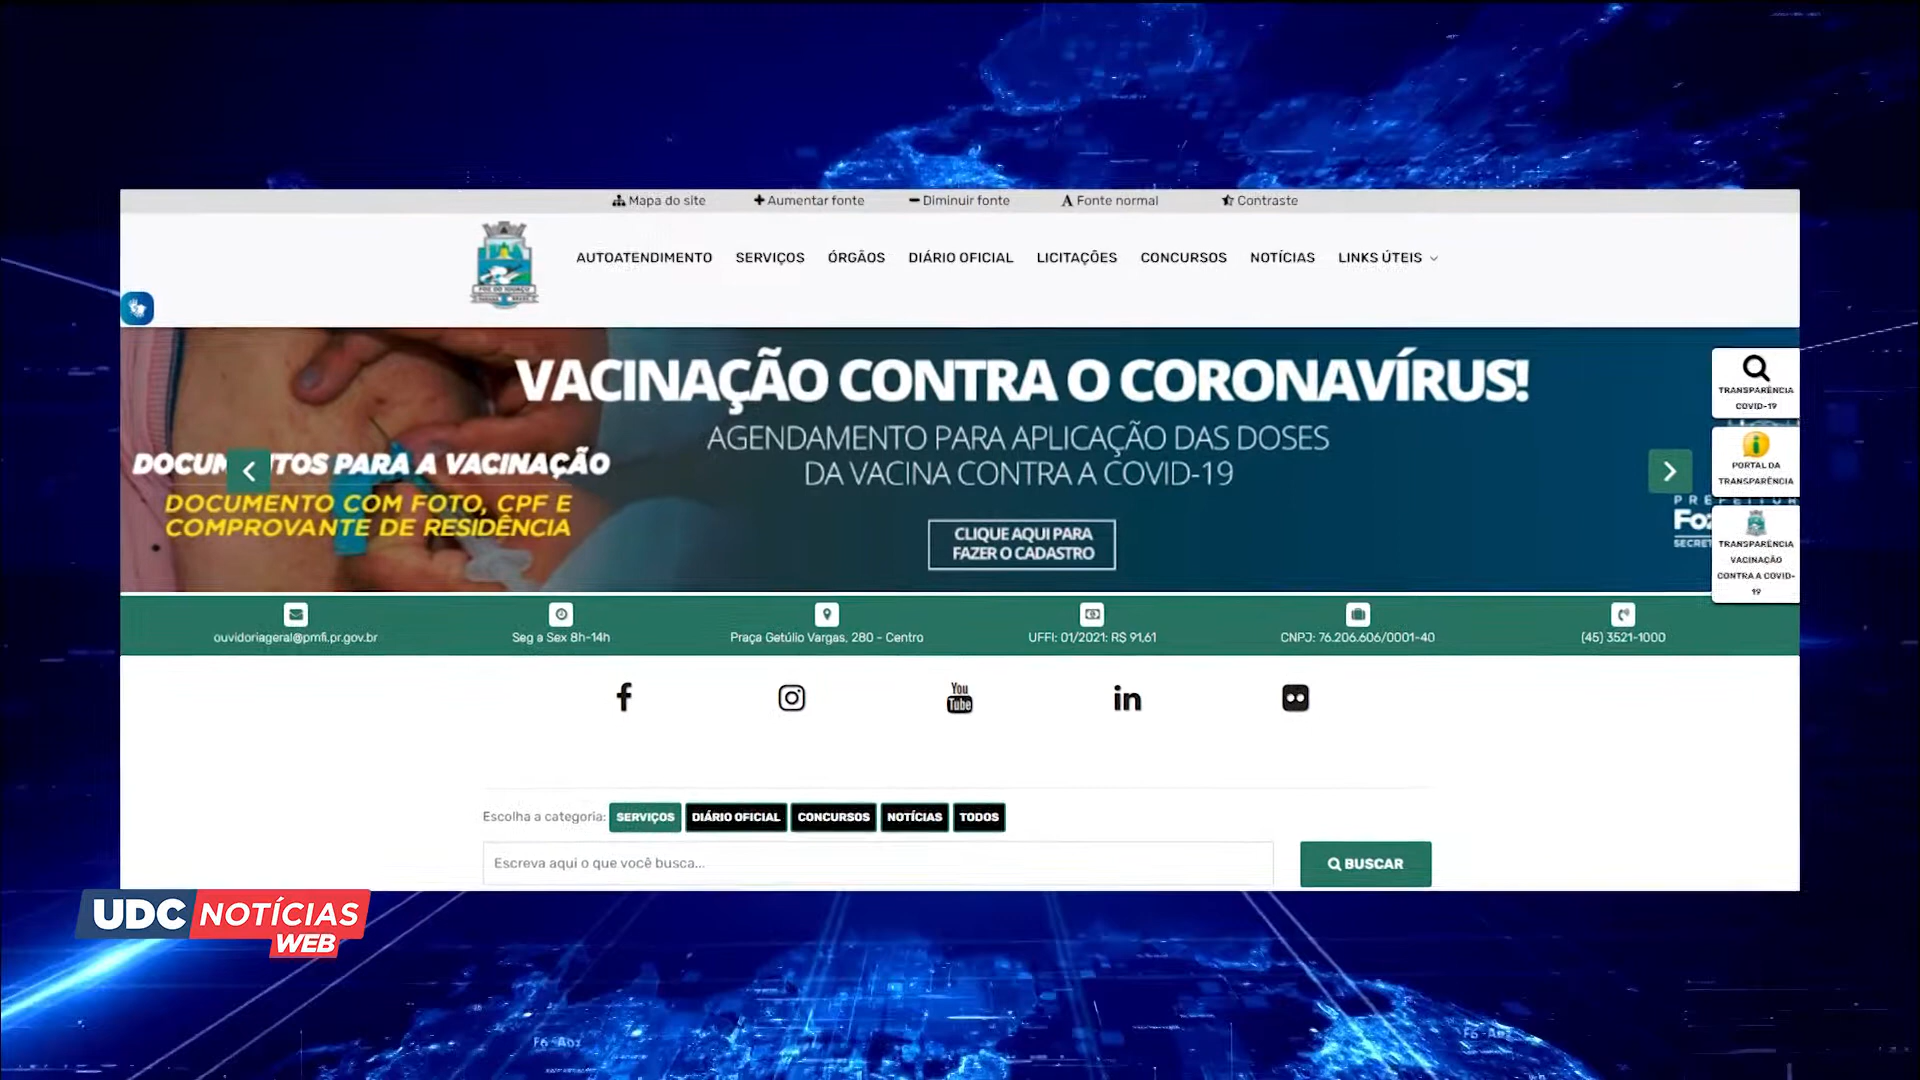 Mapa do site
Aumentar fonte
Diminuir fonte
Fonte normal
Contraste
AUTOATENDIMENTO
SERVIÇOS
ÓRGÃOS
DIÁRIO OFICIAL
LICITAÇÕES
CONCURSOS
NOTÍCIAS
LINKS ÚTEIS
FOZ DO IGUAÇU
VACINAÇÃO CONTRA O CORONAVÍRUS!
AGENDAMENTO PARA APLICAÇÃO DAS DOSES
DA VACINA CONTRA A COVID-19
CLIQUE AQUI PARA
FAZER O CADASTRO
PARA A VACINAÇÃO
DOCUMENTO COM FOTO, CPF E
COMPROVANTE DE RESIDÊNCIA
TRANSPARÊNCIA
COVID-19
PORTAL DA
TRANSPARÊNCIA
TRANSPARÊNCIA
VACINAÇÃO
CONTRA A COVID-
19
ouvidoriageral@pmfi.pr.gov.br
Seg a Sex 8h-14h
Praça Getúlio Vargas, 280 - Centro
UFFI: 01/2021: R$ 91,61
CNPJ: 76.206.606/0001-40
(45) 3521-1000
You
Tube
Escolha a categoria:
SERVIÇOS
DIÁRIO OFICIAL
CONCURSOS
NOTÍCIAS
TODOS
Escreva aqui o que você busca...
BUSCAR
UDC NOTÍCIAS
WEB